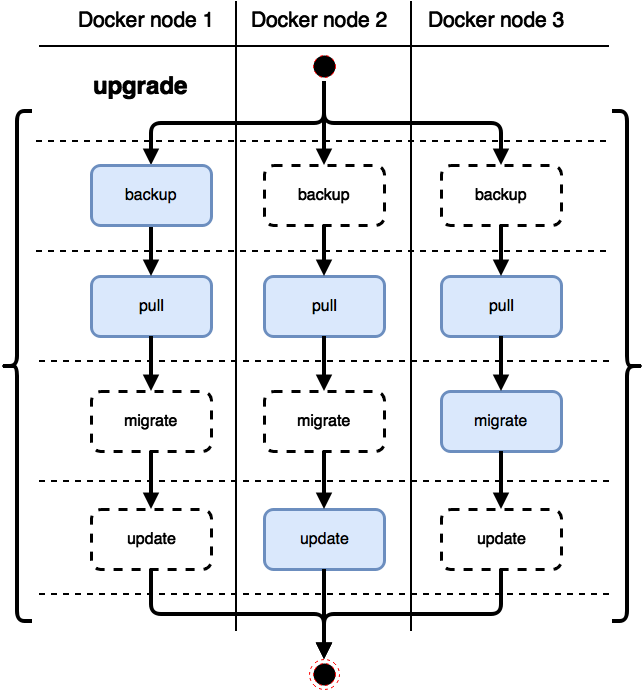 Docker node 1 Docker node 2 Docker node 3
upgrade
backup backup backup
pull pull pull
migrate migrate migrate
update update update